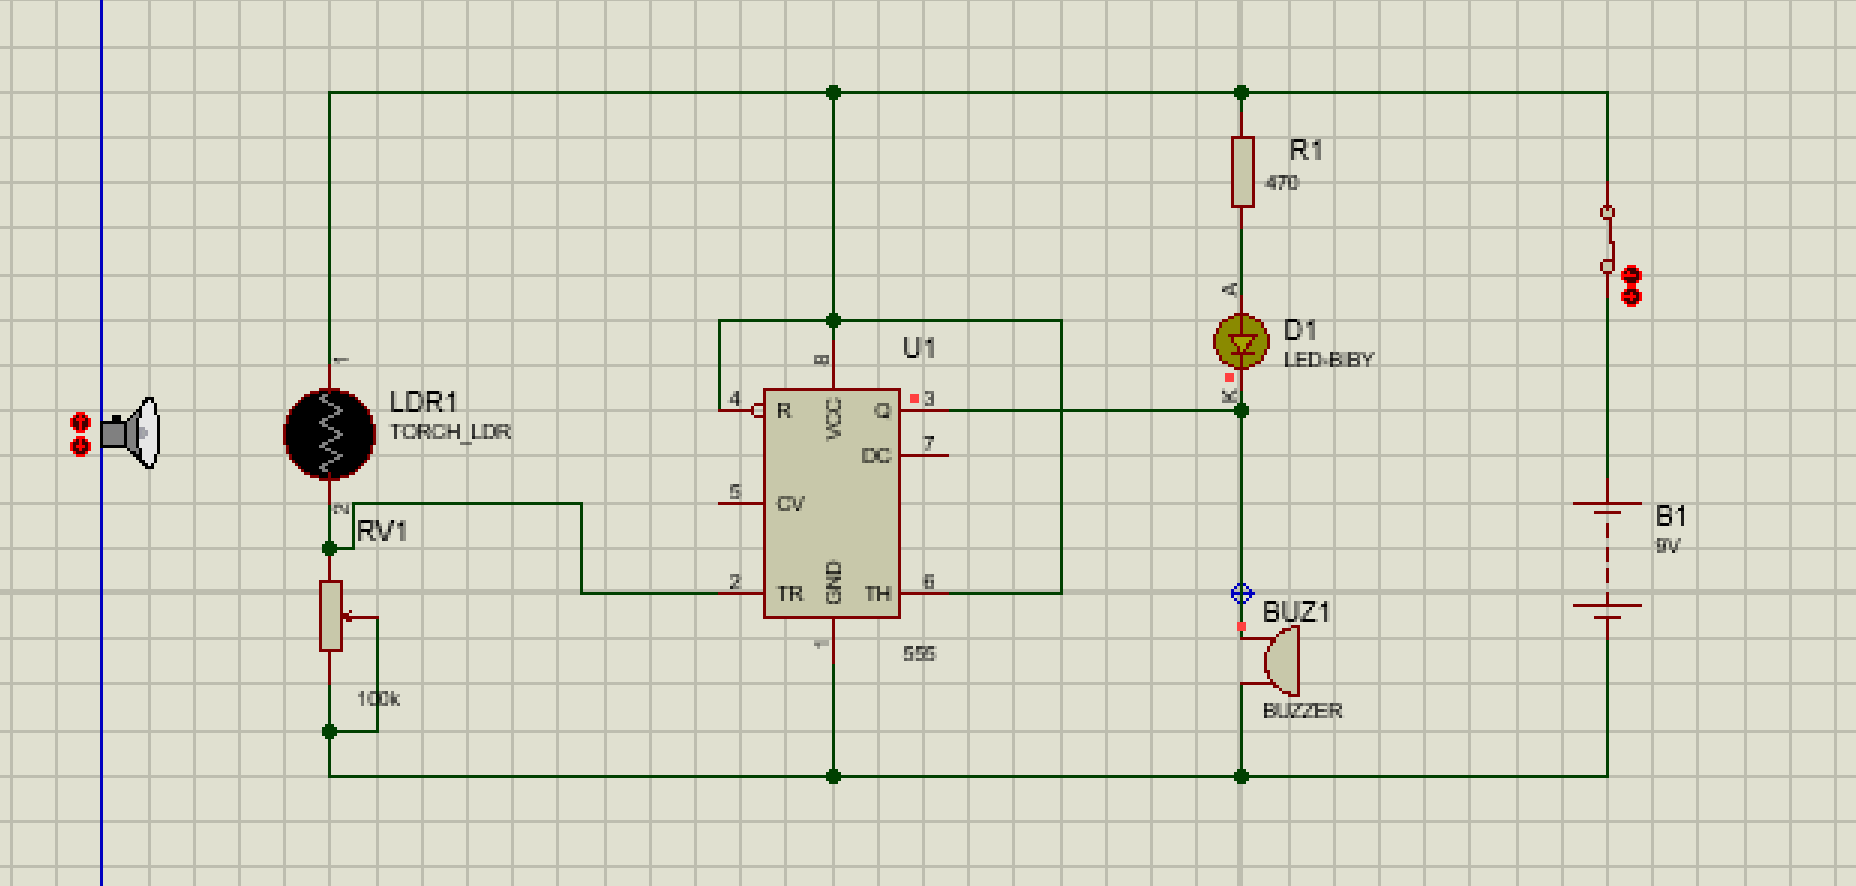 R1
470
1
A
D1
LED-BIBY
U1
8
LDR1
TORCH_LDR
4
R
VCC
Q
3
K
DC
7
5
CV
2
RV1
B1
9V
2
TR
GND
TH
6
BUZ1
1
555
100k
BUZZER